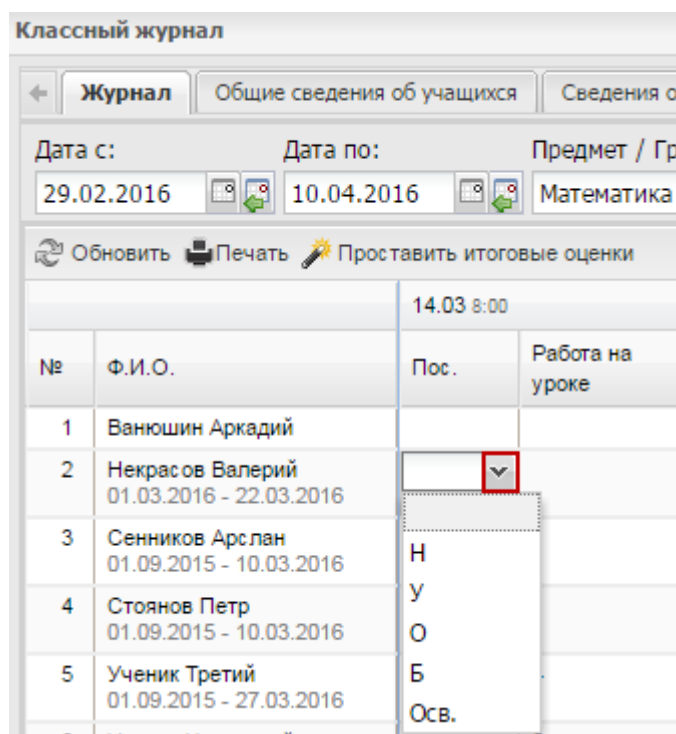 Классный журнал
Журнал Общие сведения об учащихся Сведения о
Дата с: Дата по: Предмет / Гр
29.02.2016 10.04.2016 Математика
Обновить Печать Проставить итоговые оценки
14.03 8:00
№ Ф.И.О. Пос. Работа на
уроке
1 Ванюшин Аркадий
2 Некрасов Валерий
01.03.2016 - 22.03.2016
3 Сенников Арслан
01.09.2015 - 10.03.2016
Н
4 Стоянов Петр
01.09.2015 - 10.03.2016
У
О
5 Ученик Третий
01.09.2015 - 27.03.2016
Б
Осв.